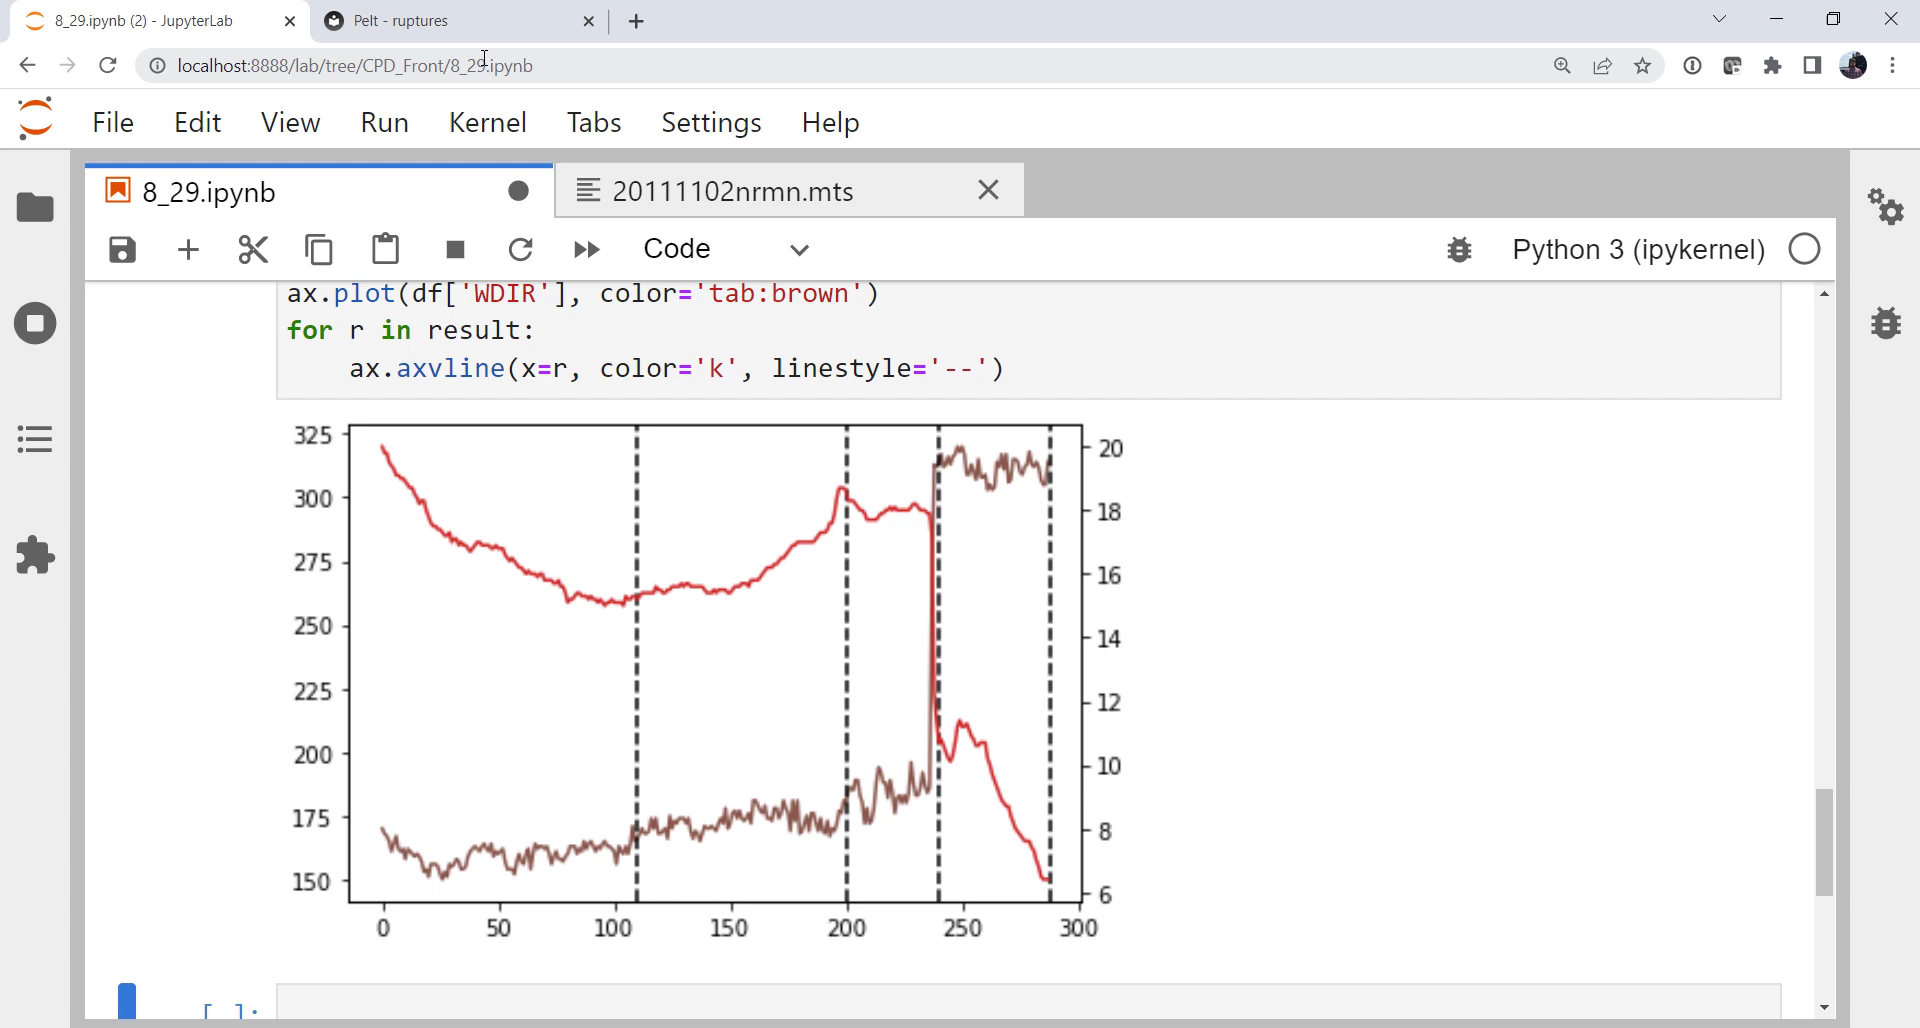 8_29.ipynb (2) - JupyterLab
Pelt - ruptures
localhost:8888/lab/tree/CPD_Front/8_29.ipynb
File Edit View Run Kernel Tabs Settings Help
8_29.ipynb
20111102nrmn.mts
Code
Python 3 (ipykernel)
ax.plot(df['WDIR'], color='tab:brown')
for r in result:
    ax.axvline(x=r, color='k', linestyle='--')
325
300
275
250
225
200
175
150
20
18
16
14
12
10
8
6
0 50 100 150 200 250 300
[ ]: